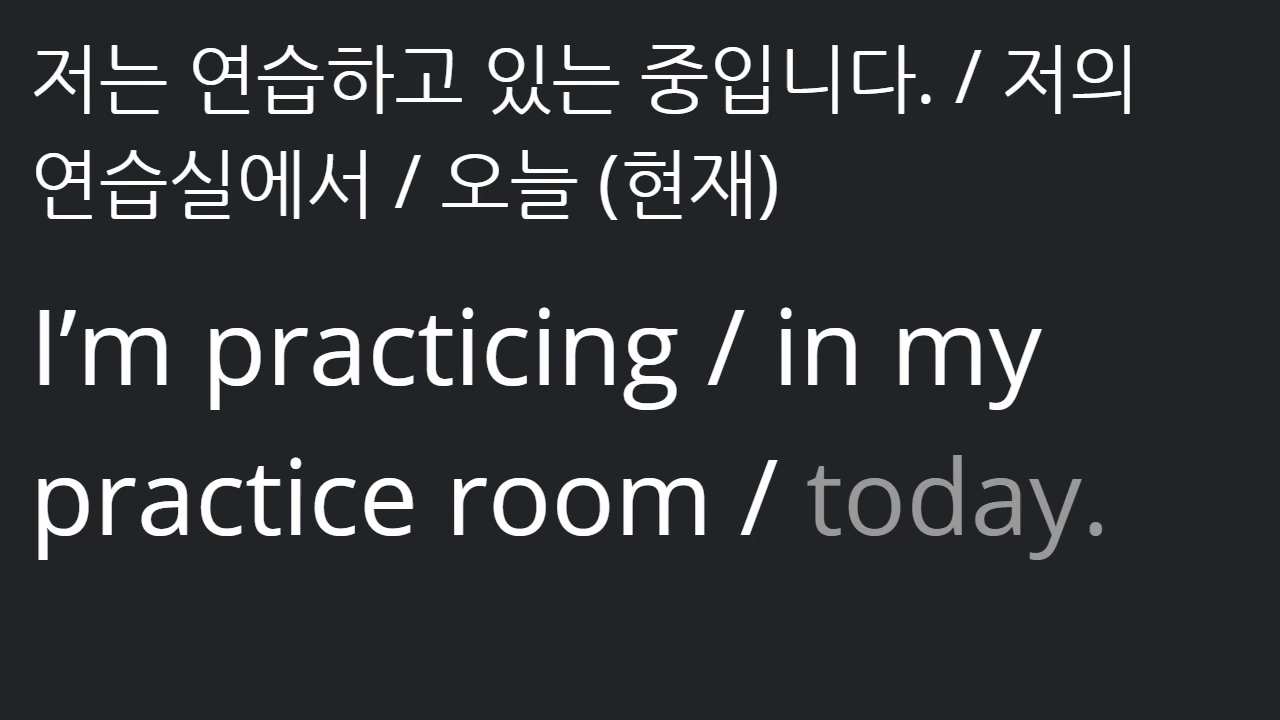 저는 연습하고 있는 중입니다. / 저의
연습실에서 / 오늘 (현재)
I’m practicing / in my
practice room / today.